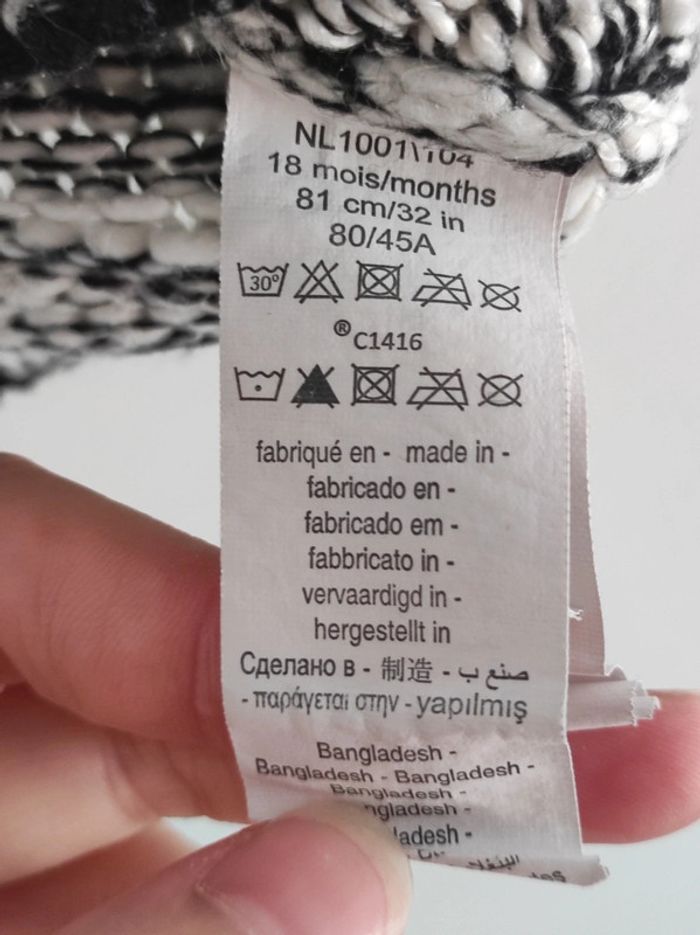 NL1001\104
18 mois/months
81 cm/32 in
80/45A
30°
®C1416
fabriqué en - made in -
fabricado en -
fabricado em -
fabbricato in -
vervaardigd in -
hergestellt in
Сделано в - 制造 - صنع ب
- παράγεται στην - yapılmış
Bangladesh -
Bangladesh - Bangladesh -
Bangladesh -
ngladesh -
ladesh -